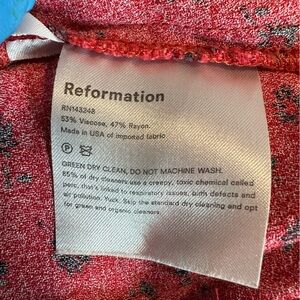 Reformation
RN143248
53% Viscose, 47% Rayon.
Made in USA of imported fabric
P
GREEN DRY CLEAN, DO NOT MACHINE WASH.
85% of dry cleaners use a creepy, toxic chemical called
perc, that's linked to respiratory issues, birth defects and
air pollution. Yuck. Skip the standard dry cleaning and opt
for green and organic cleaners.